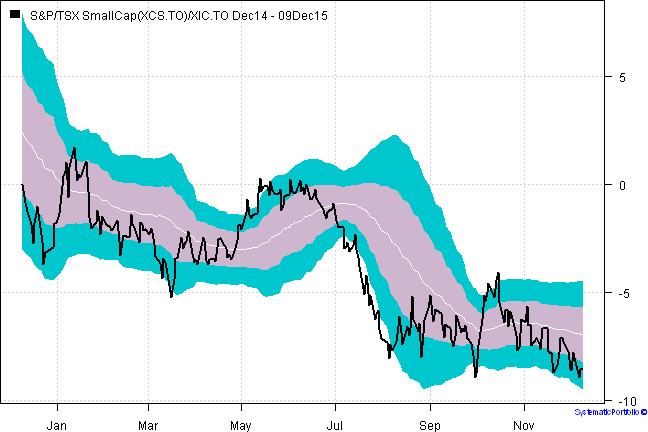 S&P/TSX SmallCap(XCS.TO)/XIC.TO Dec14 - 09Dec15
5
0
-5
-10
SystematicPortfolio ©
Jan Mar May Jul Sep Nov